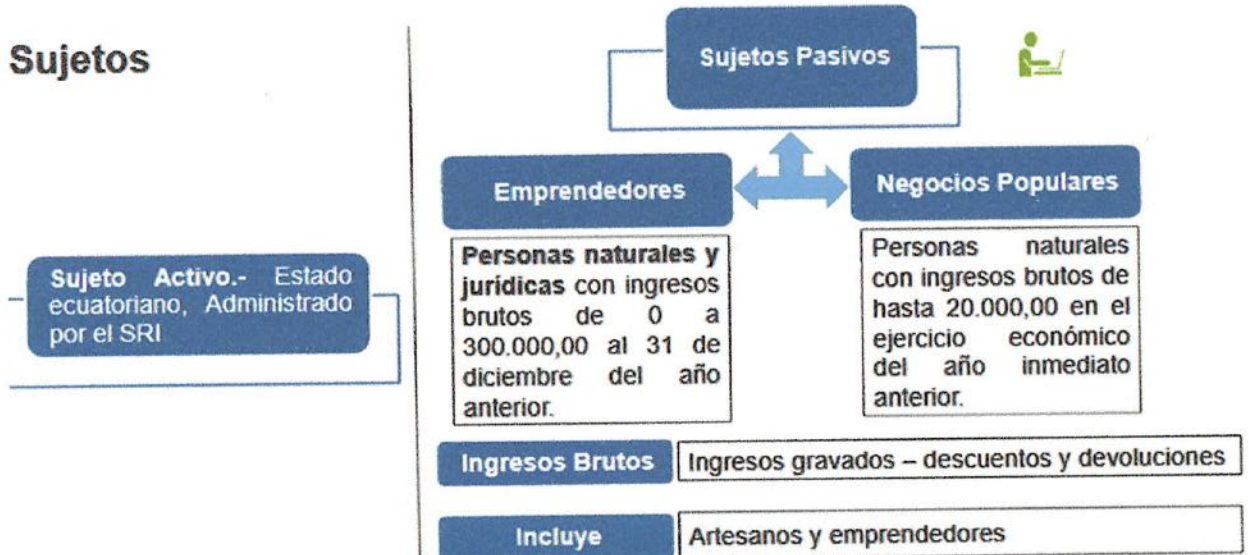 Sujetos
Sujeto Activo.- Estado
ecuatoriano, Administrado
por el SRI
Sujetos Pasivos
Emprendedores
Personas naturales y
jurídicas con ingresos
brutos de 0 a
300.000,00 al 31 de
diciembre del año
anterior.
Negocios Populares
Personas naturales
con ingresos brutos de
hasta 20.000,00 en el
ejercicio económico
del año inmediato
anterior.
Ingresos Brutos
Ingresos gravados – descuentos y devoluciones
Incluye
Artesanos y emprendedores